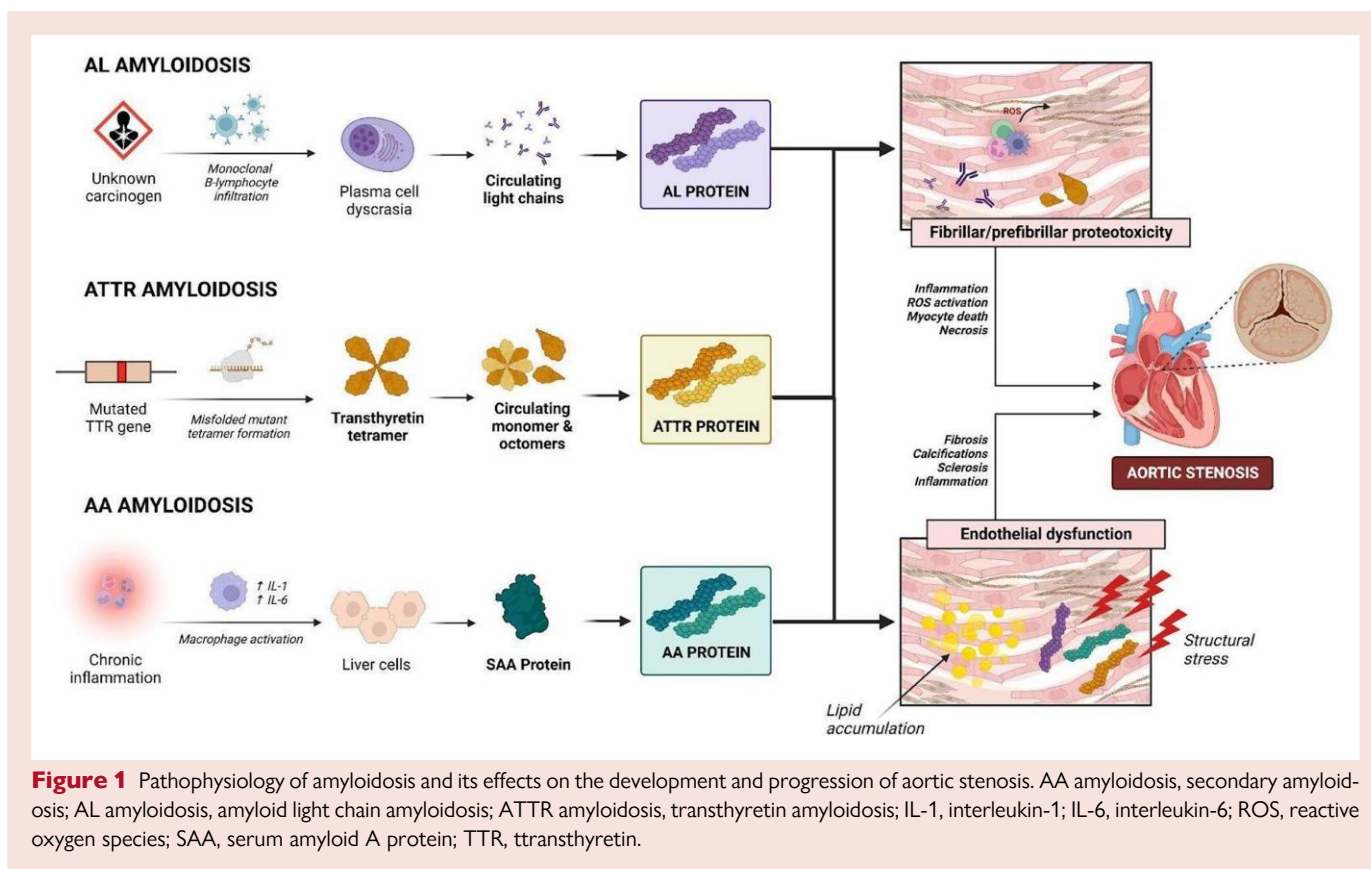 AL AMYLOIDOSIS
Unknown
carcinogen
Monoclonal
B-lymphocyte
infiltration
Plasma cell
dyscrasia
Circulating
light chains
AL PROTEIN
ROS
Fibrillar/prefibrillar proteotoxicity
ATTR AMYLOIDOSIS
Mutated
TTR gene
Misfolded mutant
tetramer formation
Transthyretin
tetramer
Circulating
monomer &
octomers
ATTR PROTEIN
Inflammation
ROS activation
Myocyte death
Necrosis
Fibrosis
Calcifications
Sclerosis
Inflammation
AORTIC STENOSIS
AA AMYLOIDOSIS
Chronic
inflammation
↑ IL-1
↑ IL-6
Macrophage activation
Liver cells
SAA Protein
AA PROTEIN
Endothelial dysfunction
Structural
stress
Lipid
accumulation
Figure 1 Pathophysiology of amyloidosis and its effects on the development and progression of aortic stenosis. AA amyloidosis, secondary amyloid-
osis; AL amyloidosis, amyloid light chain amyloidosis; ATTR amyloidosis, transthyretin amyloidosis; IL-1, interleukin-1; IL-6, interleukin-6; ROS, reactive
oxygen species; SAA, serum amyloid A protein; TTR, ttransthyretin.